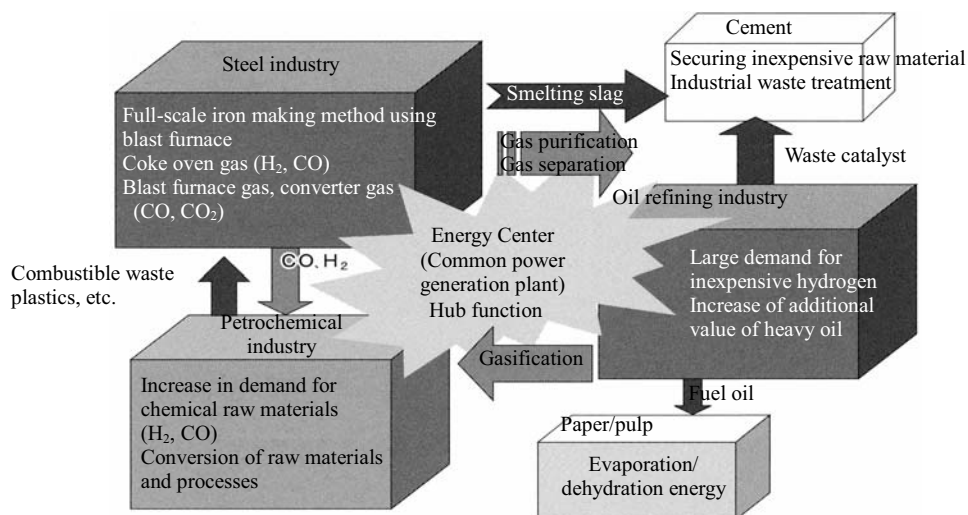 Steel industry
Full-scale iron making method using
blast furnace
Coke oven gas (H₂, CO)
Blast furnace gas, converter gas
(CO, CO₂)
Smelting slag
Gas purification
Gas separation
Cement
Securing inexpensive raw material
Industrial waste treatment
Waste catalyst
Oil refining industry
Large demand for
inexpensive hydrogen
Increase of additional
value of heavy oil
Energy Center
(Common power
generation plant)
Hub function
Combustible waste
plastics, etc.
CO、H₂
Petrochemical
industry
Increase in demand for
chemical raw materials
(H₂, CO)
Conversion of raw materials
and processes
Gasification
Fuel oil
Paper/pulp
Evaporation/
dehydration energy